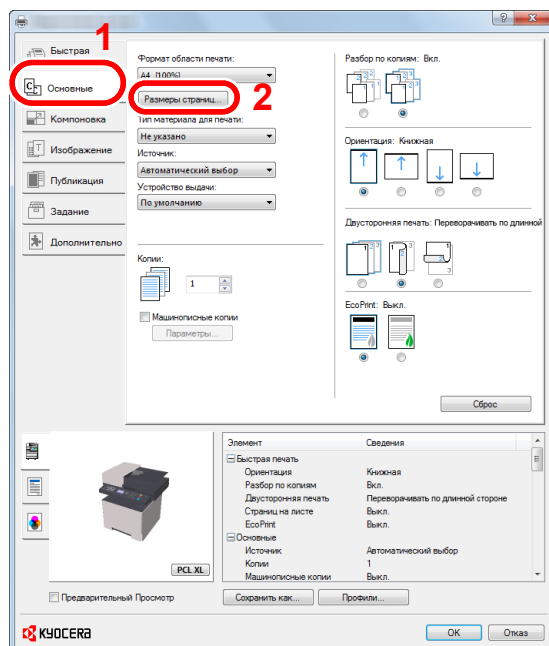 1
Быстрая
Основные
Компоновка
Изображение
Публикация
Задание
Дополнительно
Формат области печати:
A4 [100%]
Размеры страниц...
2
Тип материала для печати:
Не указано
Источник:
Автоматический выбор
Устройство выдачи:
По умолчанию
Копии:
1
Машинописные копии
Параметры...
Разбор по копиям: Вкл.
Ориентация: Книжная
Двусторонняя печать: Переворачивать по длинной
EcoPrint: Выкл.
Сброс
Элемент Сведения
Быстрая печать
Ориентация Книжная
Разбор по копиям Вкл.
Двусторонняя печать Переворачивать по длинной стороне
Страниц на листе Выкл.
EcoPrint Выкл.
Основные
Источник Автоматический выбор
Копии 1
Машинописные копии Выкл.
PCL XL
Предварительный Просмотр
Сохранить как...
Профили...
KYOCERA
OK
Отказ